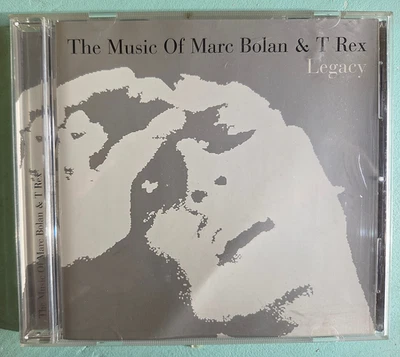 The Music Of Marc Bolan & T Rex
Legacy
The Music Of Marc Bolan & T Rex